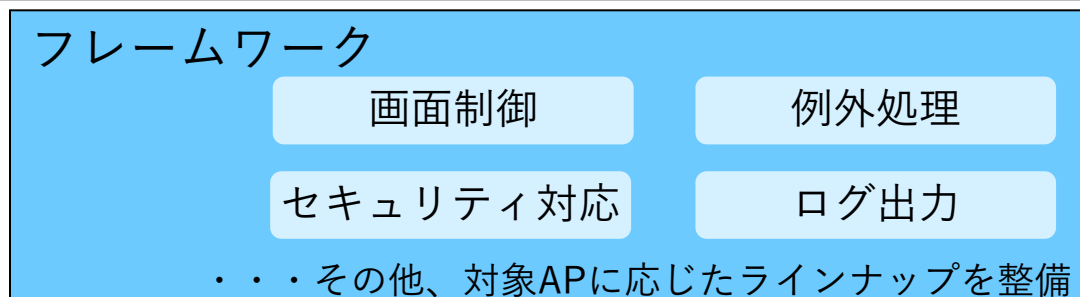 フレームワーク
画面制御
例外処理
セキュリティ対応
ログ出力
・・・その他、対象APに応じたラインナップを整備